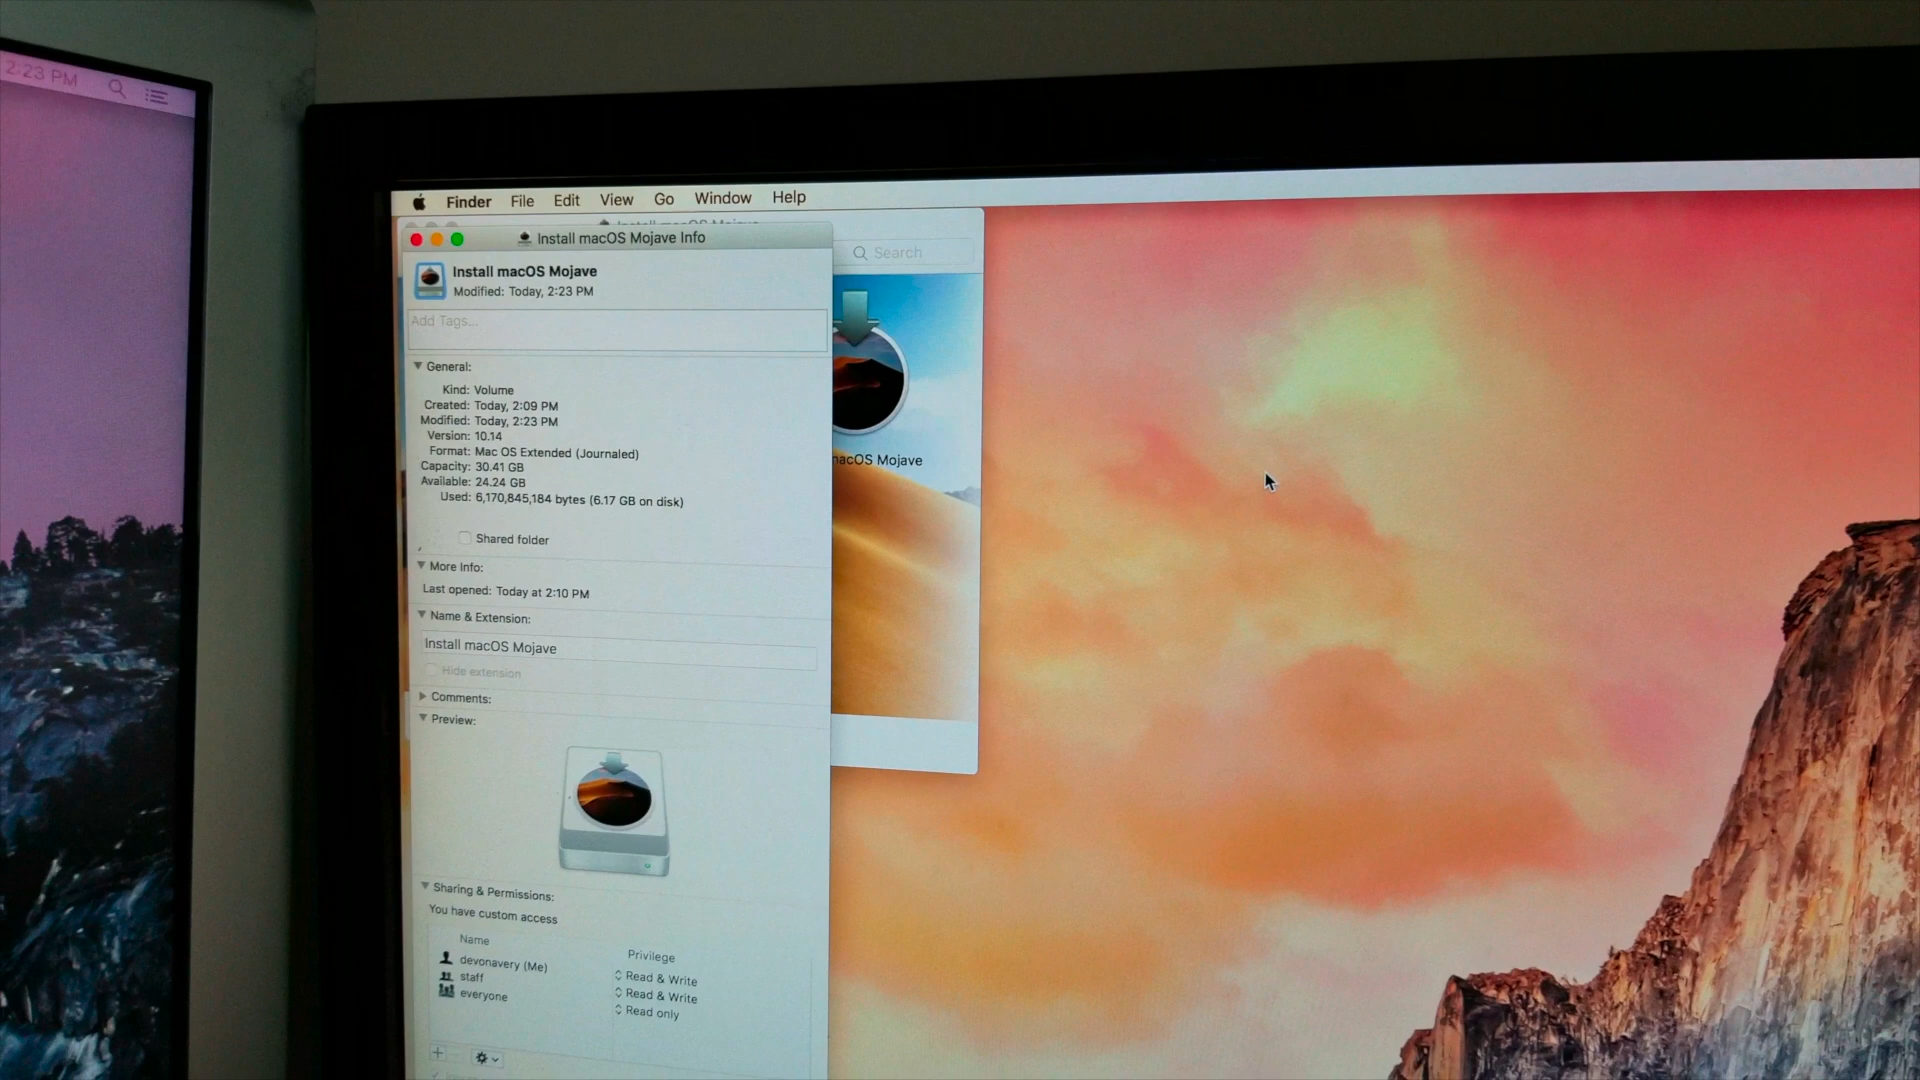 2:23 PM
Finder File Edit View Go Window Help
Install macOS Mojave Info
Search
Install macOS Mojave
Modified: Today, 2:23 PM
Add Tags...
General:
Kind: Volume
Created: Today, 2:09 PM
Modified: Today, 2:23 PM
Version: 10.14
Format: Mac OS Extended (Journaled)
Capacity: 30.41 GB
Available: 24.24 GB
Used: 6,170,845,184 bytes (6.17 GB on disk)
Shared folder
More Info:
Last opened: Today at 2:10 PM
Name & Extension:
Install macOS Mojave
Hide extension
Comments:
Preview:
Sharing & Permissions:
You have custom access
Name Privilege
devonavery (Me) Read & Write
staff Read & Write
everyone Read only
acOS Mojave